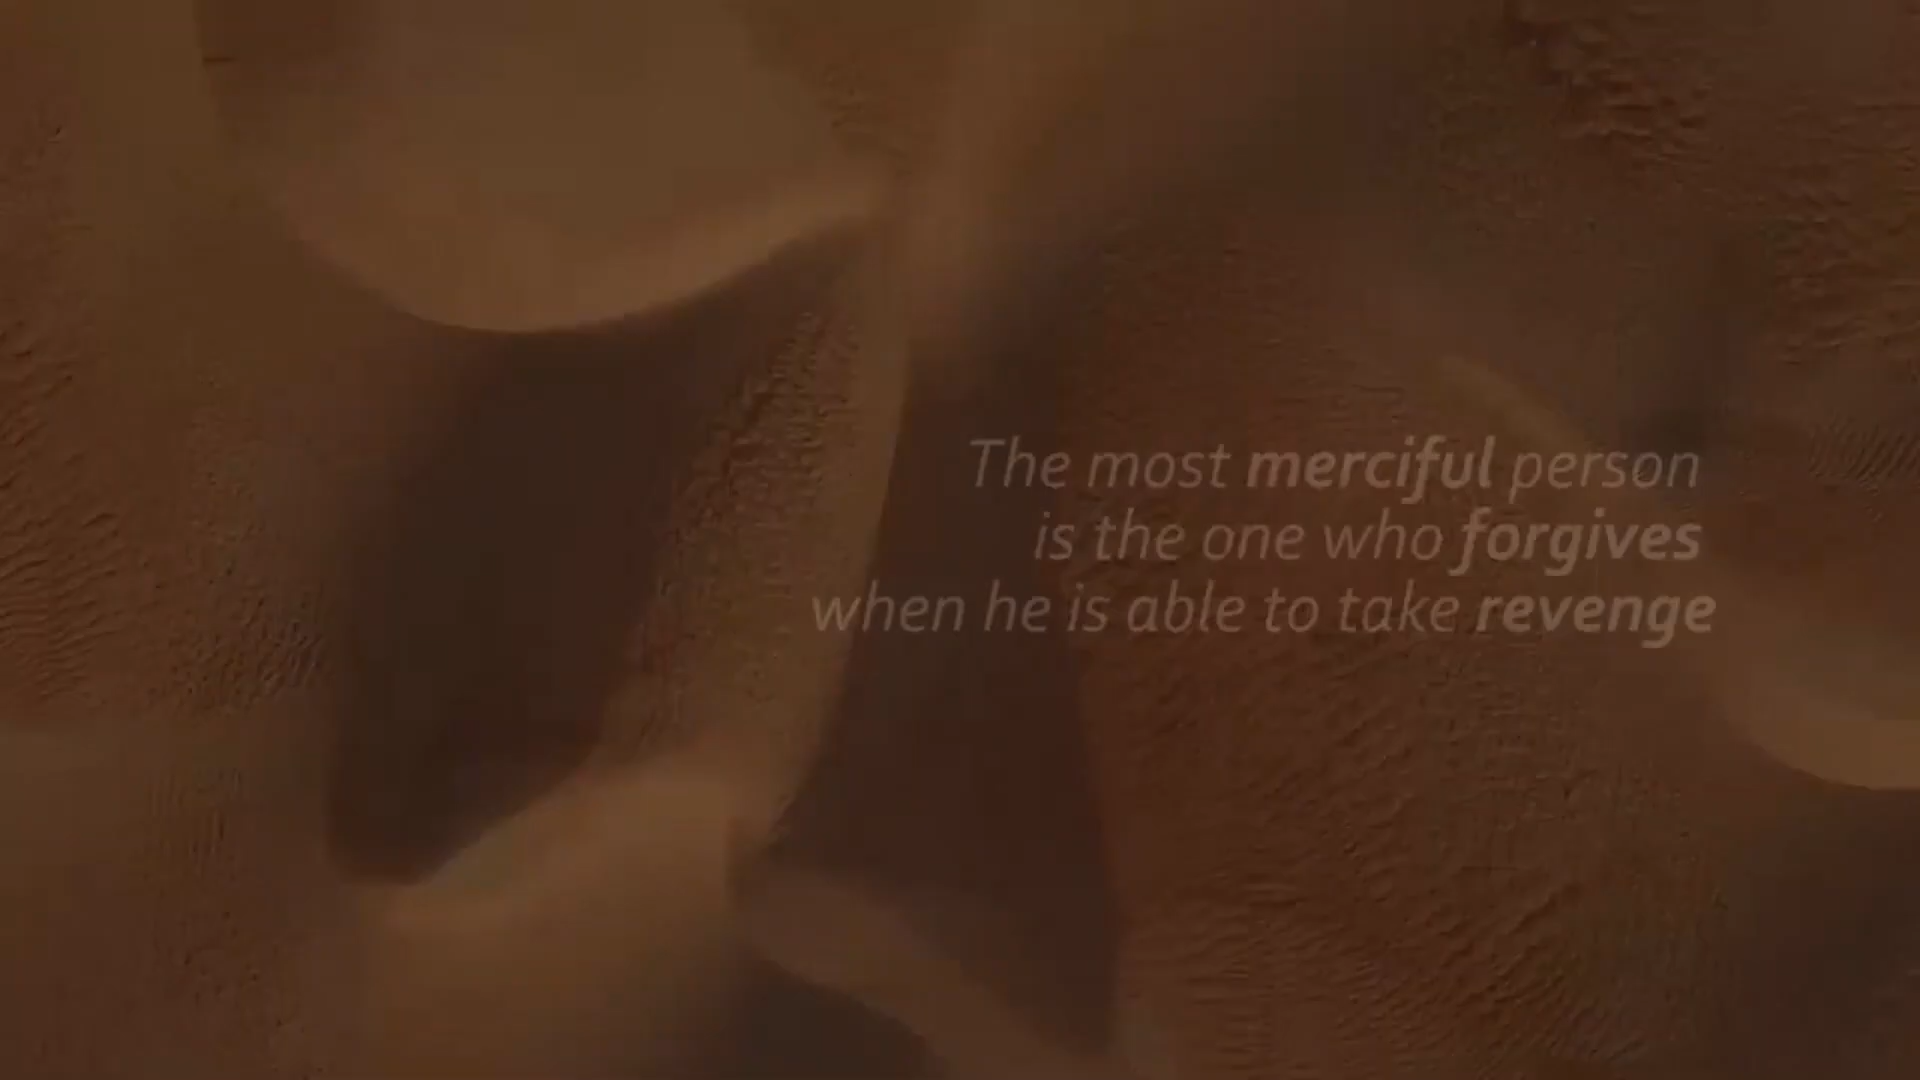 The most merciful person
is the one who forgives
when he is able to take revenge